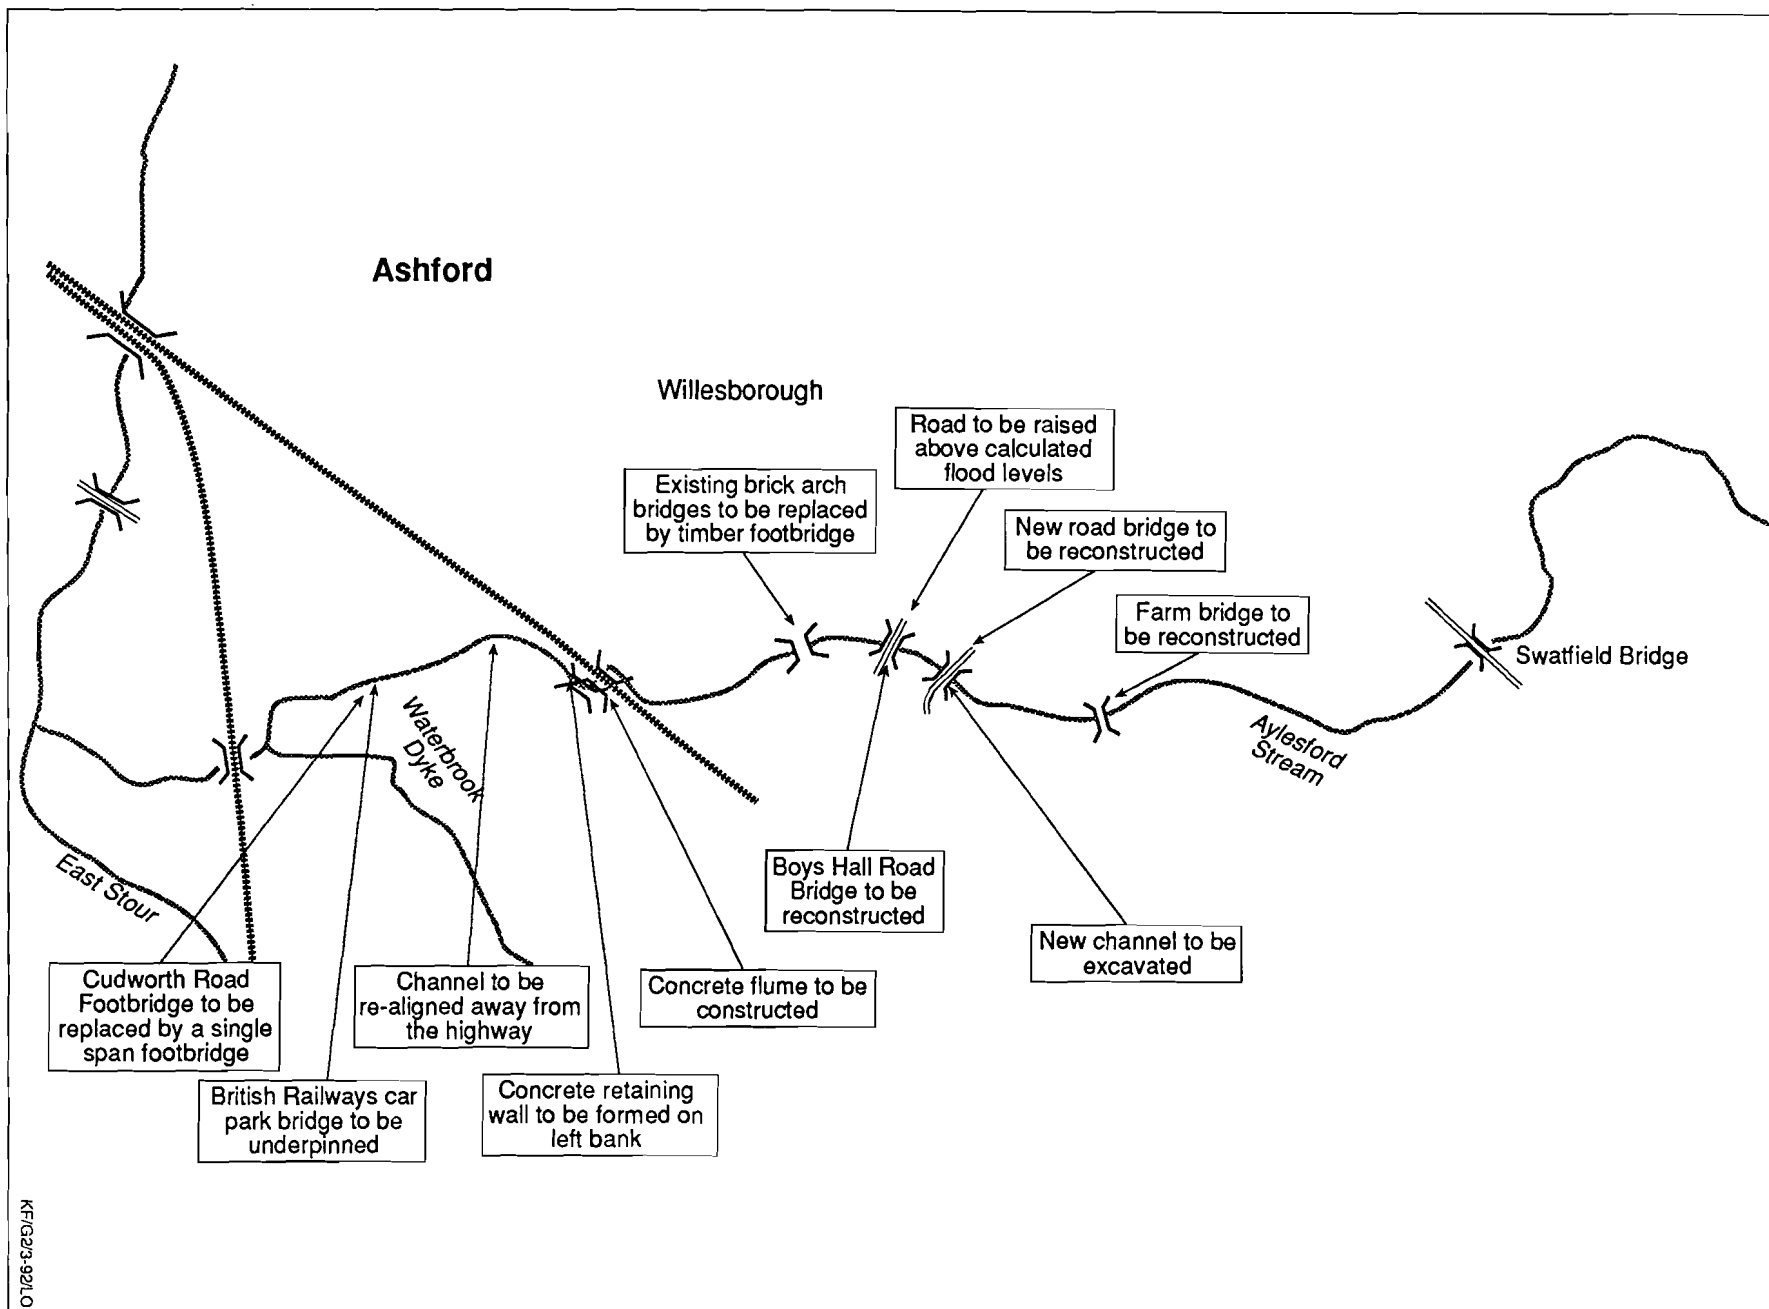 Ashford
Willesborough
Road to be raised
above calculated
flood levels
Existing brick arch
bridges to be replaced
by timber footbridge
New road bridge to
be reconstructed
Farm bridge to
be reconstructed
Swatfield Bridge
Aylesford
Stream
Waterbrook
Dyke
East Stour
Boys Hall Road
Bridge to be
reconstructed
New channel to be
excavated
Cudworth Road
Footbridge to be
replaced by a single
span footbridge
Channel to be
re-aligned away from
the highway
Concrete flume to be
constructed
British Railways car
park bridge to be
underpinned
Concrete retaining
wall to be formed on
left bank
KF/G2/3-92/LO